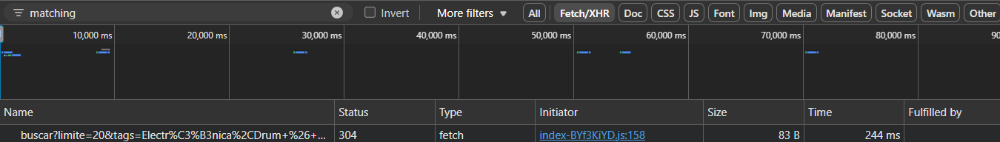 matching Invert More filters All Fetch/XHR Doc CSS JS Font Img Media Manifest Socket Wasm Other
10,000 ms 20,000 ms 30,000 ms 40,000 ms 50,000 ms 60,000 ms 70,000 ms 80,000 ms 90
Name Status Type Initiator Size Time Fulfilled by
buscar?limite=20&tags=Electr%C3%B3nica%2CDrum+%26+... 304 fetch index-BYf3KiYD.js:158 83 B 244 ms